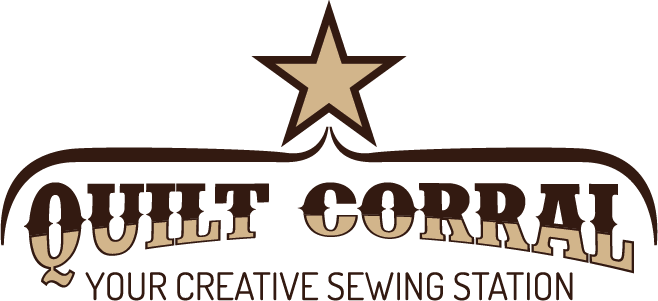 QUILT CORRAL
YOUR CREATIVE SEWING STATION